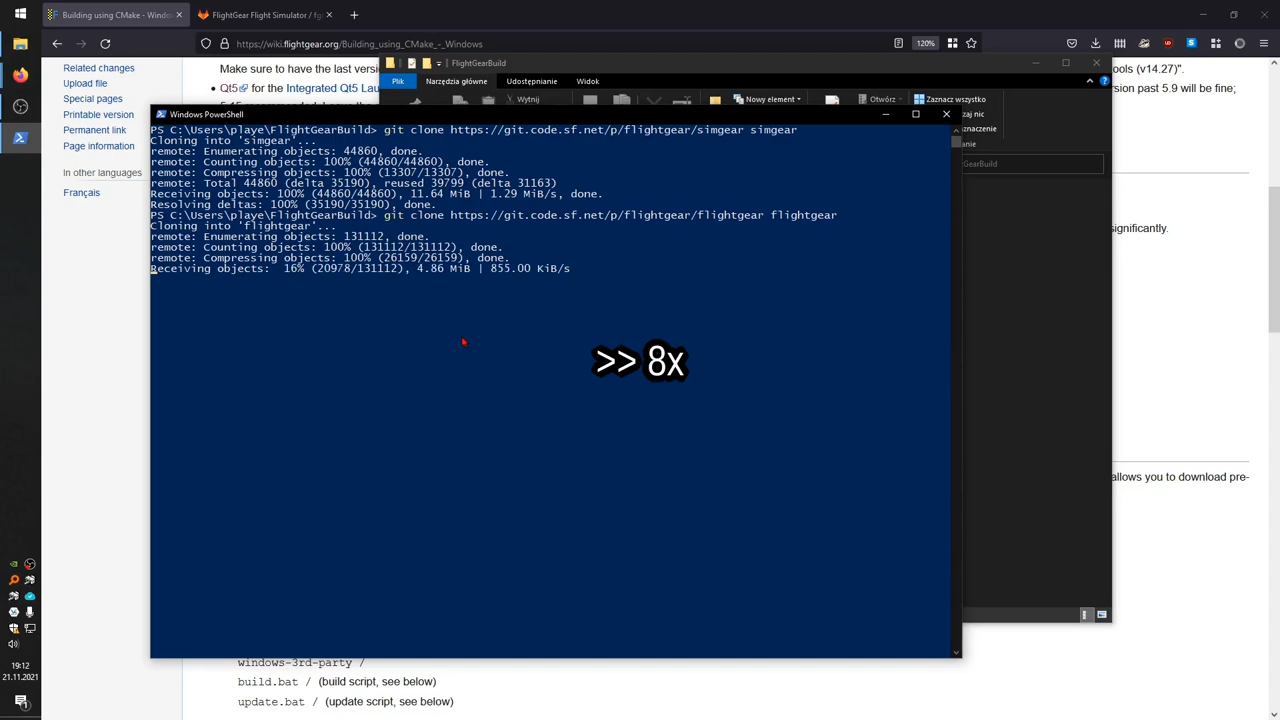 Building using CMake - Windo
FlightGear Flight Simulator / fg
https://wiki.flightgear.org/Building_using_CMake_-_Windows
120%
Related changes
Upload file
Special pages
Printable version
Permanent link
Page information
In other languages
Français
Make sure to have the last versi
ools (v14.27)".
Qt5
for the Integrated Qt5 Lau
rsion past 5.9 will be fine;
FlightGearBuild
Plik
Narzędzia główne
Udostępnianie
Widok
Wytnij
Nowy element
Otwórz
Zaznacz wszystko
cz nic
znaczenie
anie
GearBuild
Windows PowerShell
PS C:\Users\playe\FlightGearBuild> git clone https://git.code.sf.net/p/flightgear/simgear simgear
Cloning into 'simgear'...
remote: Enumerating objects: 44860, done.
remote: Counting objects: 100% (44860/44860), done.
remote: Compressing objects: 100% (13307/13307), done.
remote: Total 44860 (delta 35190), reused 39799 (delta 31163)
Receiving objects: 100% (44860/44860), 11.64 MiB | 1.29 MiB/s, done.
Resolving deltas: 100% (35190/35190), done.
PS C:\Users\playe\FlightGearBuild> git clone https://git.code.sf.net/p/flightgear/flightgear flightgear
Cloning into 'flightgear'...
remote: Enumerating objects: 131112, done.
remote: Counting objects: 100% (131112/131112), done.
remote: Compressing objects: 100% (26159/26159), done.
Receiving objects:  16% (20978/131112), 4.86 MiB | 855.00 KiB/s
>> 8x
significantly.
allows you to download pre-
windows-3rd-party /
build.bat / (build script, see below)
update.bat / (update script, see below)
19:12
21.11.2021